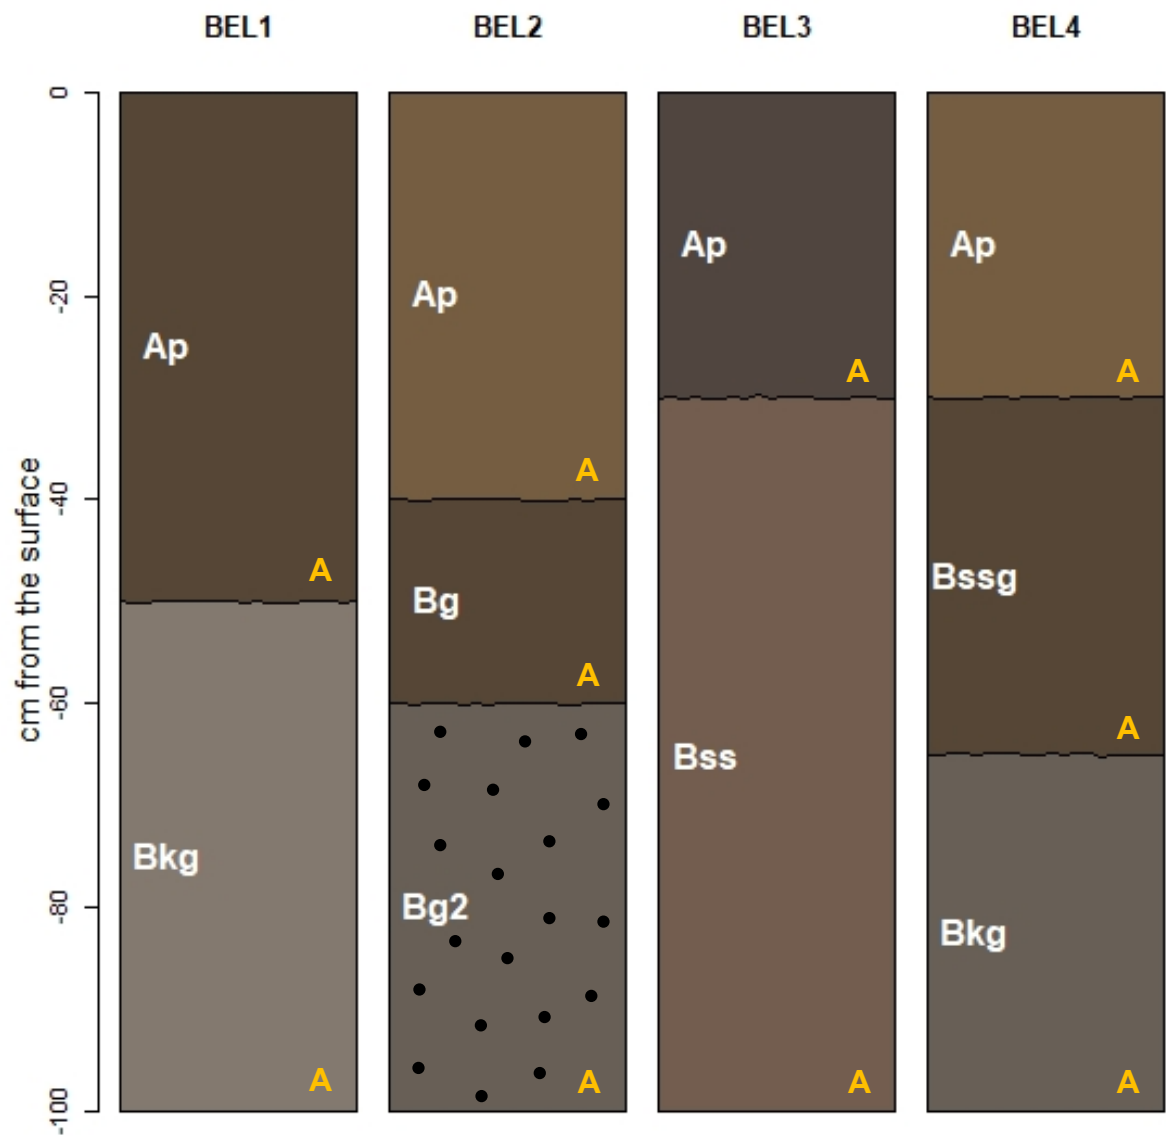 BEL1 BEL2 BEL3 BEL4
0
-20
-40
-60
-80
-100
cm from the surface
Ap
A
Bkg
A
Ap
A
Bg
A
Bg2
A
Ap
A
Bss
A
Ap
A
Bssg
A
Bkg
A